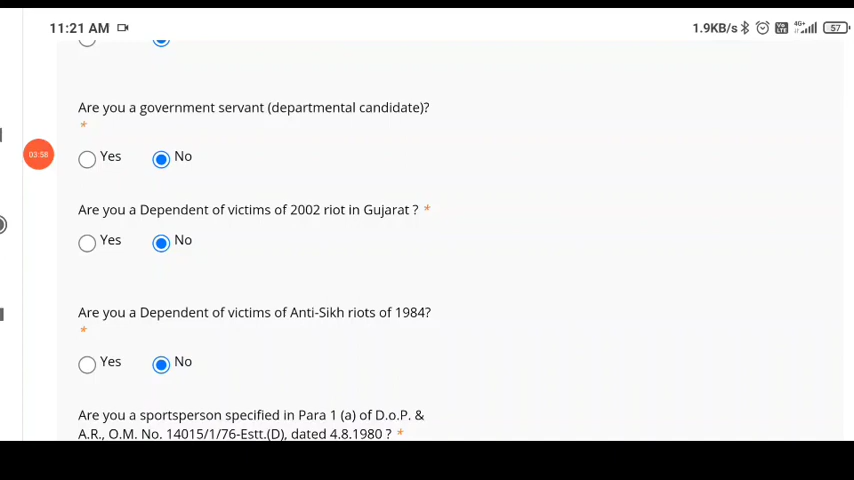 11:21 AM 1.9KB/s 4G+ 57
Are you a government servant (departmental candidate)?
*
03:58
Yes No
Are you a Dependent of victims of 2002 riot in Gujarat ? *
Yes No
Are you a Dependent of victims of Anti-Sikh riots of 1984?
*
Yes No
Are you a sportsperson specified in Para 1 (a) of D.o.P. &
A.R., O.M. No. 14015/1/76-Estt.(D), dated 4.8.1980 ? *